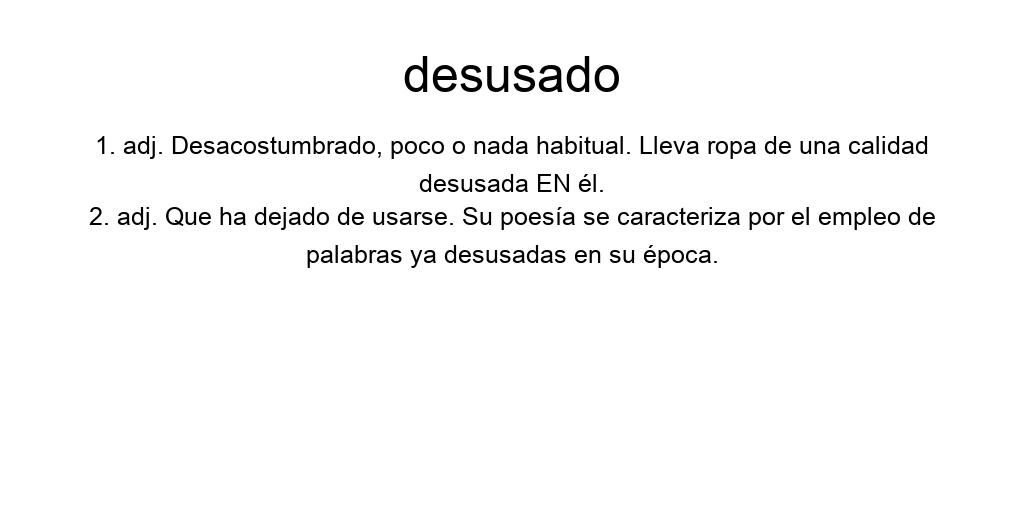 desusado
1. adj. Desacostumbrado, poco o nada habitual. Lleva ropa de una calidad
desusada EN él.
2. adj. Que ha dejado de usarse. Su poesía se caracteriza por el empleo de
palabras ya desusadas en su época.